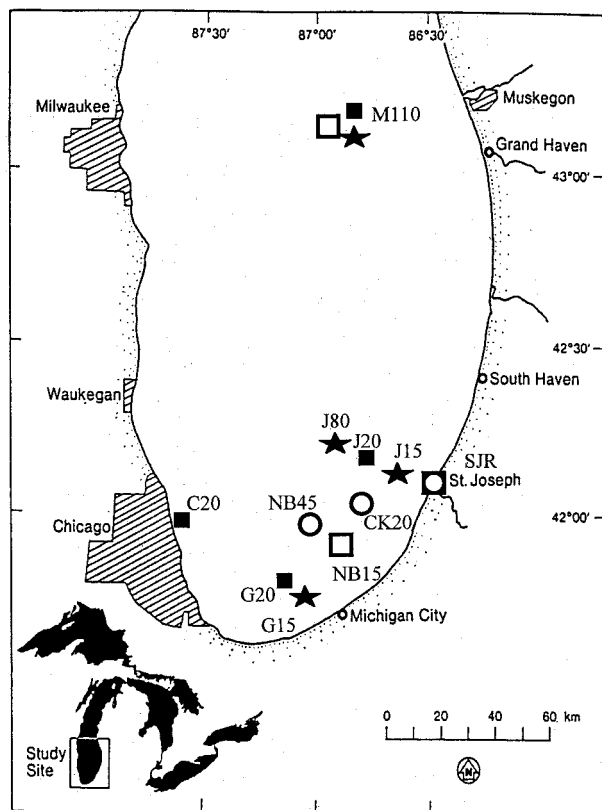 87°30' 87°00' 86°30'
Milwaukee
M110
Muskegon
Grand Haven
43°00'
42°30'
Waukegan
South Haven
J80
J20
J15
SJR
St. Joseph
C20
Chicago
NB45
CK20
42°00'
NB15
G20
G15
Michigan City
Study
Site
0 20 40 60 km
N